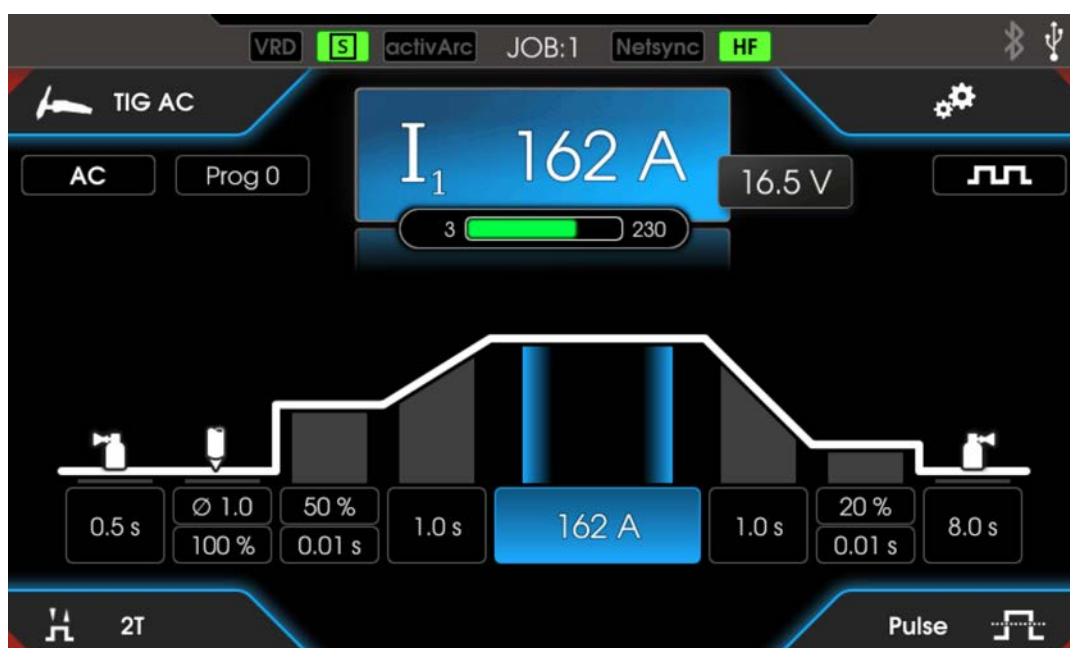 VRD S activArc JOB:1 Netsync HF
TIG AC
AC Prog 0
I1 162 A
16.5 V
3 230
0.5 s
Ø 1.0
100 %
50 %
0.01 s
1.0 s
162 A
1.0 s
20 %
0.01 s
8.0 s
2T
Pulse